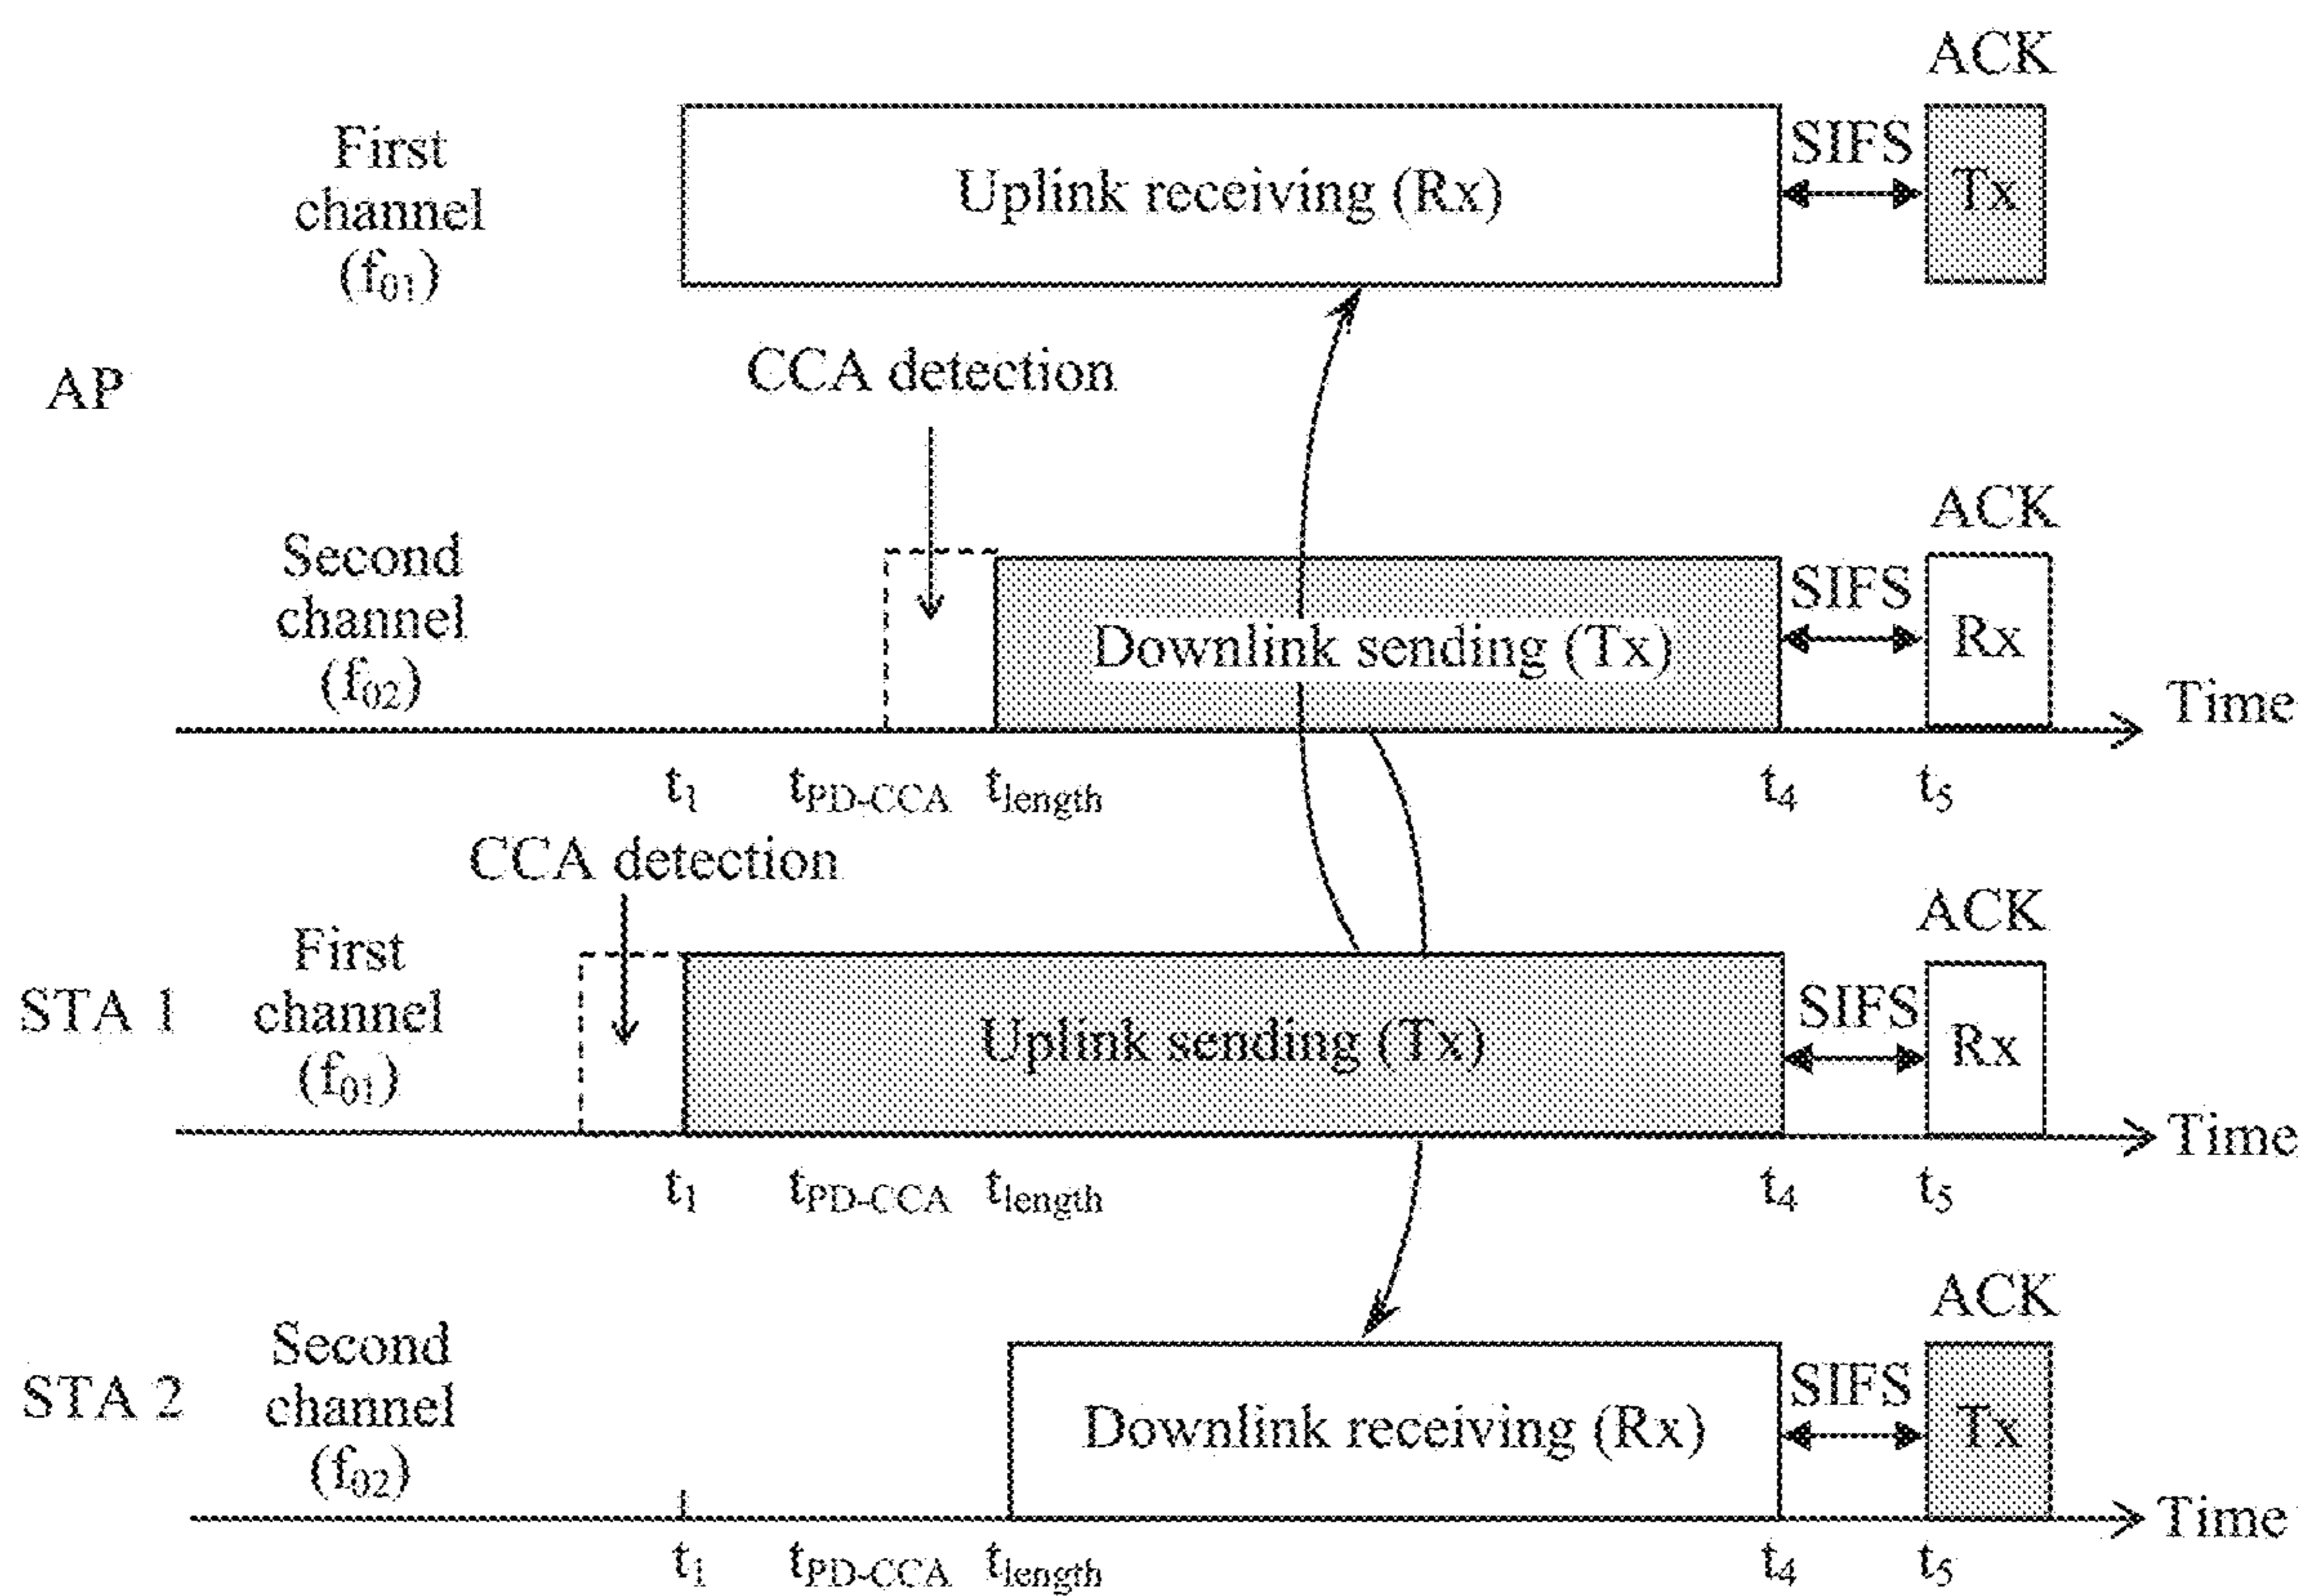 ACK
First
channel
(f01)
Uplink receiving (Rx)
SIFS
Tx
AP
CCA detection
ACK
Second
channel
(f02)
Downlink sending (Tx)
SIFS
Rx
Time
t1
tPD-CCA
tlength
t4
t5
CCA detection
ACK
STA 1
First
channel
(f01)
Uplink sending (Tx)
SIFS
Rx
Time
t1
tPD-CCA
tlength
t4
t5
ACK
STA 2
Second
channel
(f02)
Downlink receiving (Rx)
SIFS
Tx
Time
t1
tPD-CCA
tlength
t4
t5